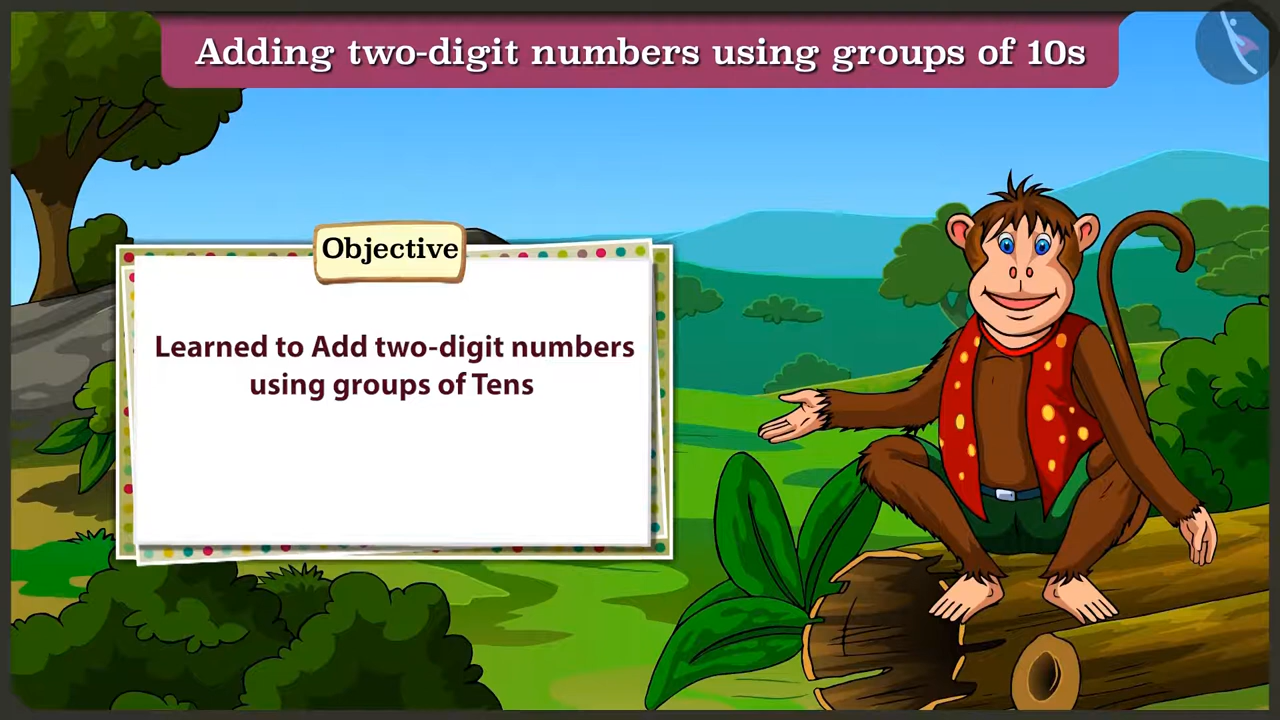 Adding two-digit numbers using groups of 10s
Objective
Learned to Add two-digit numbers
using groups of Tens